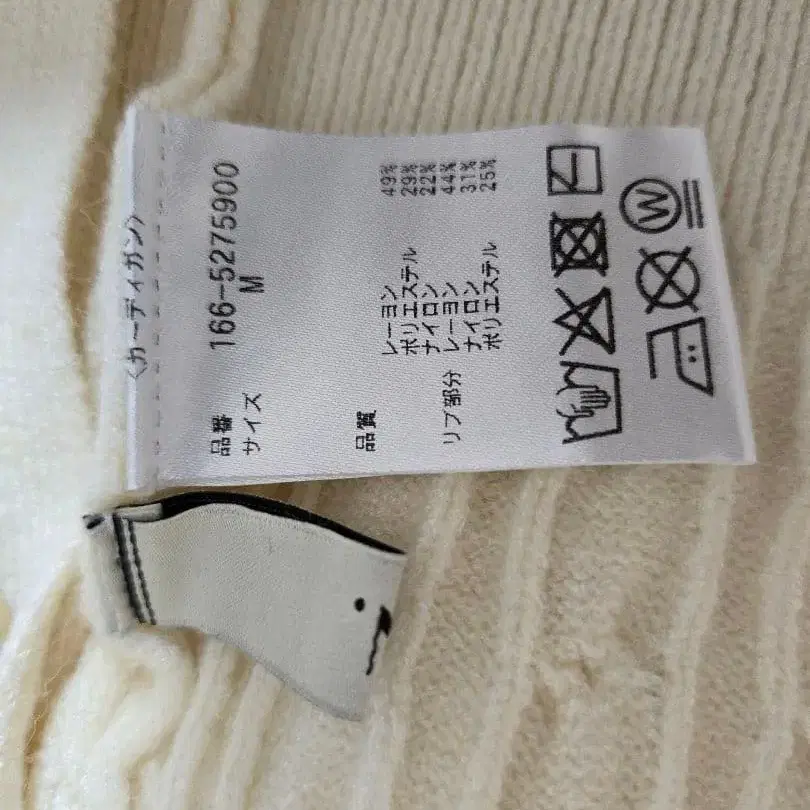 〈カーディガン〉
品番 166-5275900
サイズ M
品質 レーヨン 49%
ポリエステル 29%
ナイロン 22%
リブ部分 レーヨン 44%
ナイロン 31%
ポリエステル 25%
W